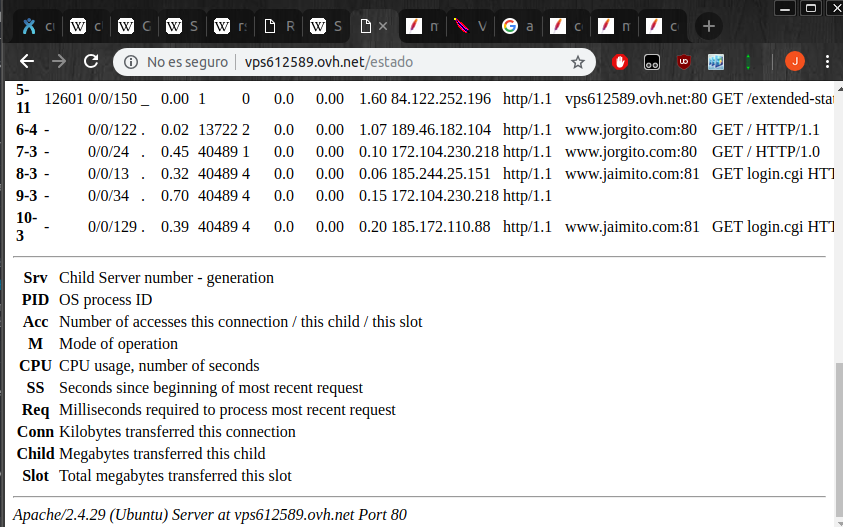 cu
W c
W G
W S
W rs
R
W S
m
V
G a
c
m
c
No es seguro | vps612589.ovh.net/estado
UD
J
5-
11 12601 0/0/150 _ 0.00 1 0 0.0 0.00 1.60 84.122.252.196 http/1.1 vps612589.ovh.net:80 GET /extended-stat
6-4 - 0/0/122 . 0.02 13722 2 0.0 0.00 1.07 189.46.182.104 http/1.1 www.jorgito.com:80 GET / HTTP/1.1
7-3 - 0/0/24 . 0.45 40489 1 0.0 0.00 0.10 172.104.230.218 http/1.1 www.jorgito.com:80 GET / HTTP/1.0
8-3 - 0/0/13 . 0.32 40489 4 0.0 0.00 0.06 185.244.25.151 http/1.1 www.jaimito.com:81 GET login.cgi HTT
9-3 - 0/0/34 . 0.70 40489 4 0.0 0.00 0.15 172.104.230.218 http/1.1
10-
3 - 0/0/129 . 0.39 40489 4 0.0 0.00 0.20 185.172.110.88 http/1.1 www.jaimito.com:81 GET login.cgi HTT
Srv Child Server number - generation
PID OS process ID
Acc Number of accesses this connection / this child / this slot
M Mode of operation
CPU CPU usage, number of seconds
SS Seconds since beginning of most recent request
Req Milliseconds required to process most recent request
Conn Kilobytes transferred this connection
Child Megabytes transferred this child
Slot Total megabytes transferred this slot
Apache/2.4.29 (Ubuntu) Server at vps612589.ovh.net Port 80